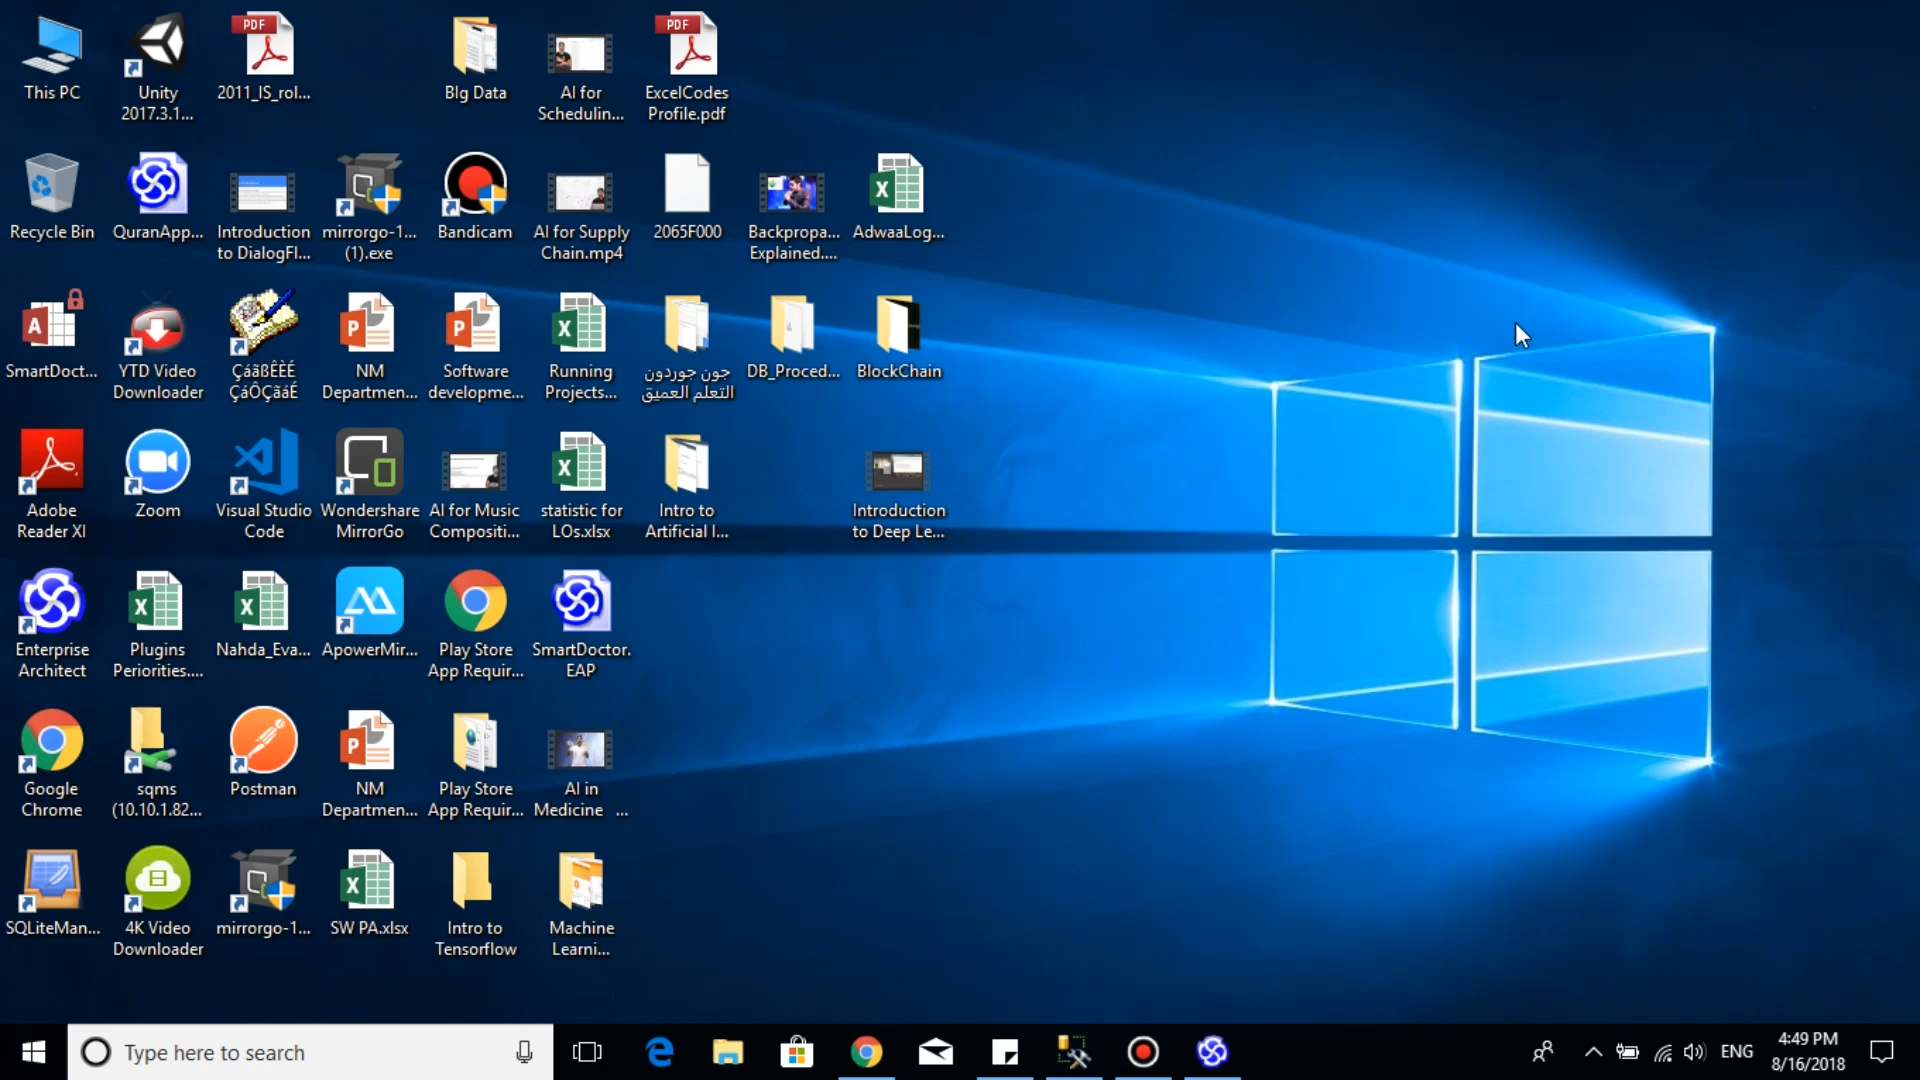 This PC
Unity
2017.3.1...
2011_IS_rol...
BIg Data
AI for
Schedulin...
ExcelCodes
Profile.pdf
Recycle Bin
QuranApp...
Introduction
to DialogFl...
mirrorgo-1...
(1).exe
Bandicam
AI for Supply
Chain.mp4
2065F000
Backpropa...
Explained....
AdwaaLog...
SmartDoct...
YTD Video
Downloader
ÇáãßÊÈÉ
ÇáÔÇãáÉ
NM
Departmen...
Software
developme...
Running
Projects...
جون جوردون
التعلم العميق
DB_Proced...
BlockChain
Adobe
Reader XI
Zoom
Visual Studio
Code
Wondershare
MirrorGo
AI for Music
Compositi...
statistic for
LOs.xlsx
Intro to
Artificial I...
Introduction
to Deep Le...
Enterprise
Architect
Plugins
Periorities....
Nahda_Eva...
ApowerMir...
Play Store
App Requir...
SmartDoctor.
EAP
Google
Chrome
sqms
(10.10.1.82...
Postman
NM
Departmen...
Play Store
App Requir...
AI in
Medicine ...
SQLiteMan...
4K Video
Downloader
mirrorgo-1...
SW PA.xlsx
Intro to
Tensorflow
Machine
Learni...
Type here to search
ENG
4:49 PM
8/16/2018